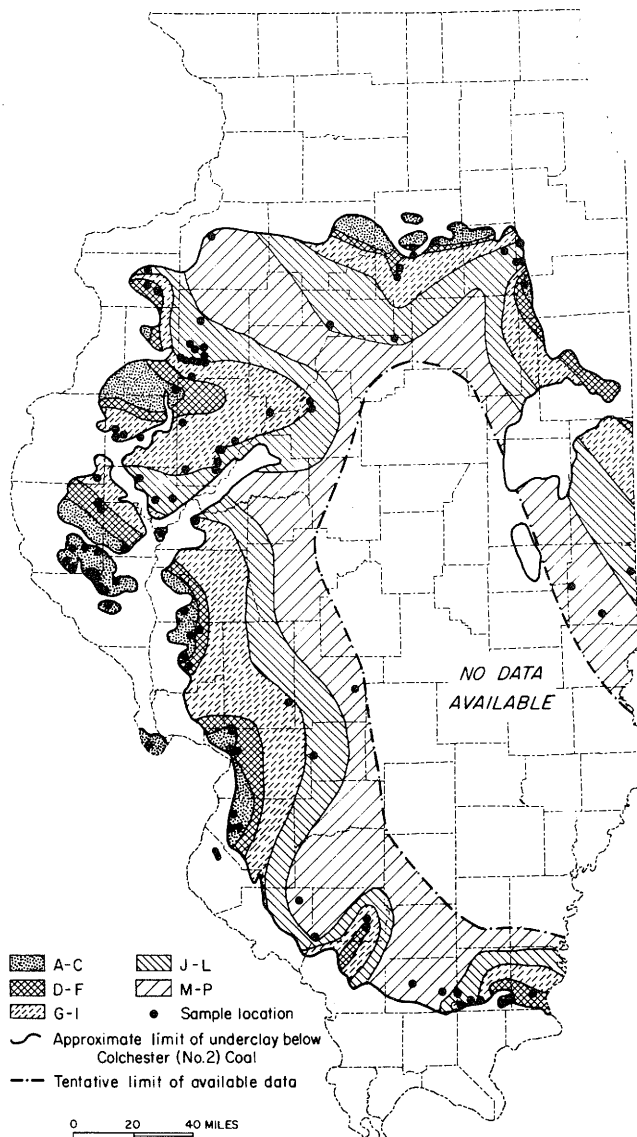 NO DATA
AVAILABLE
A-C
D-F
G-I
J-L
M-P
Sample location
Approximate limit of underclay below
Colchester (No.2) Coal
Tentative limit of available data
0 20 40 MILES